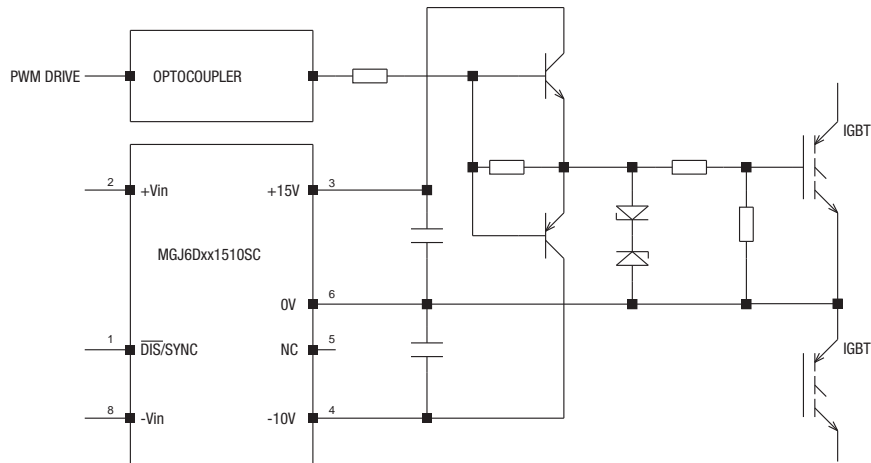 PWM DRIVE
OPTOCOUPLER
IGBT
2
+Vin
+15V
3
MGJ6Dxx1510SC
0V
6
1
DIS/SYNC
NC
5
IGBT
8
-Vin
-10V
4